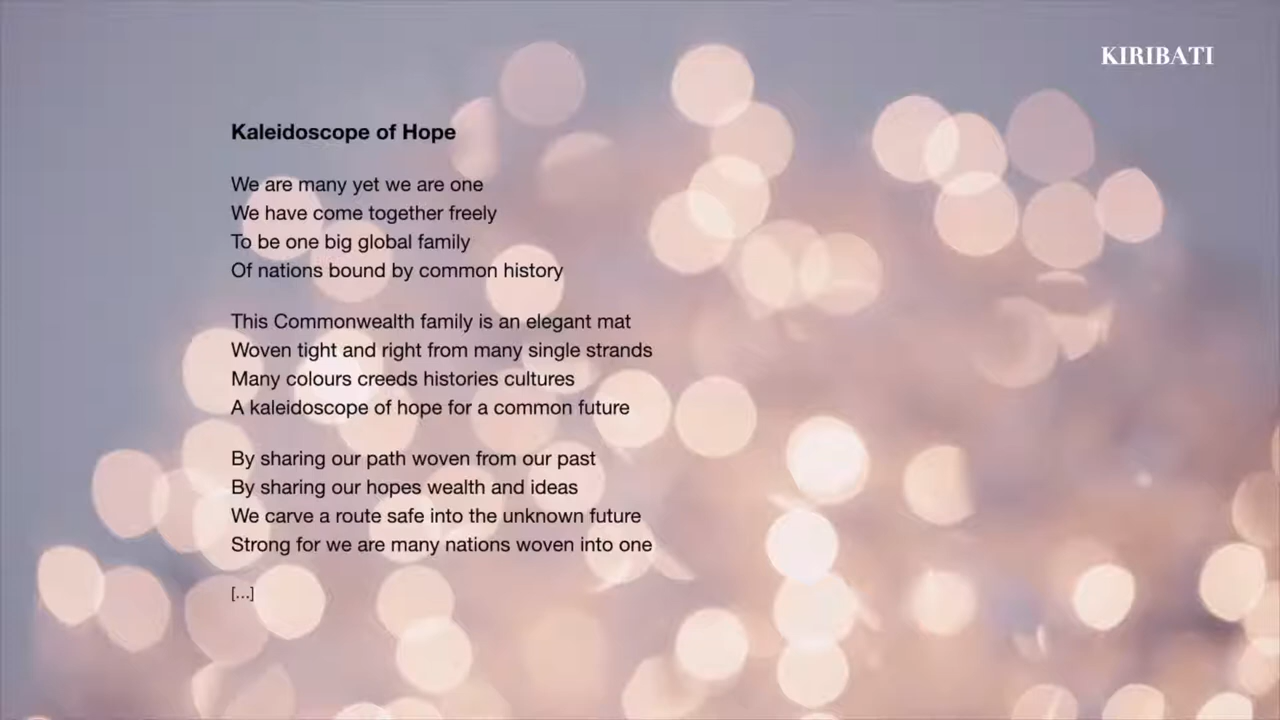 KIRIBATI
Kaleidoscope of Hope
We are many yet we are one
We have come together freely
To be one big global family
Of nations bound by common history
This Commonwealth family is an elegant mat
Woven tight and right from many single strands
Many colours creeds histories cultures
A kaleidoscope of hope for a common future
By sharing our path woven from our past
By sharing our hopes wealth and ideas
We carve a route safe into the unknown future
Strong for we are many nations woven into one
[...]